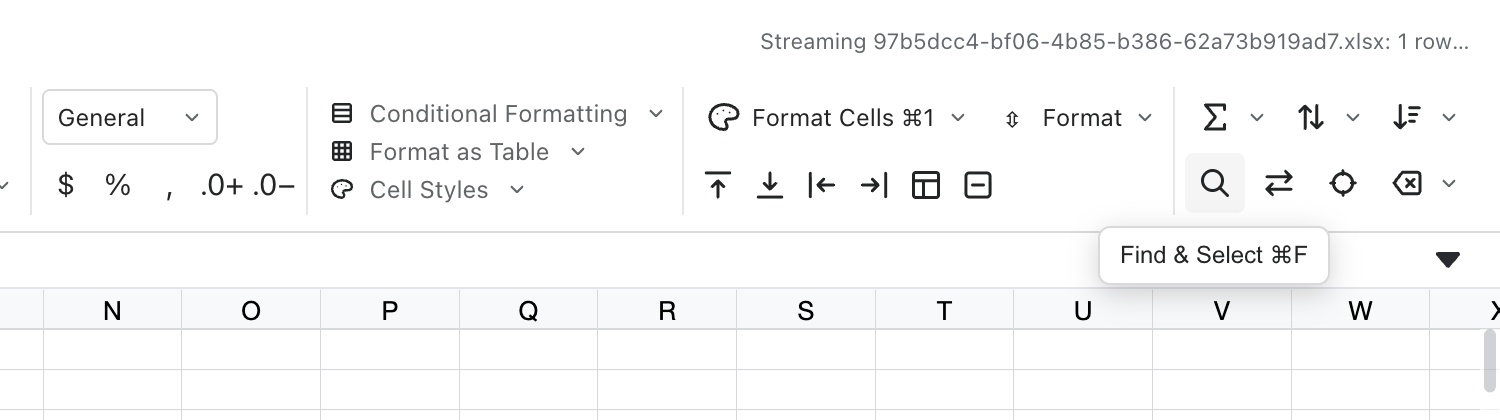 Streaming 97b5dcc4-bf06-4b85-b386-62a73b919ad7.xlsx: 1 row...
General
Conditional Formatting
Format Cells ⌘1
Format
Format as Table
$ % , .0+ .0−
Cell Styles
Find & Select ⌘F
N O P Q R S T U V W X